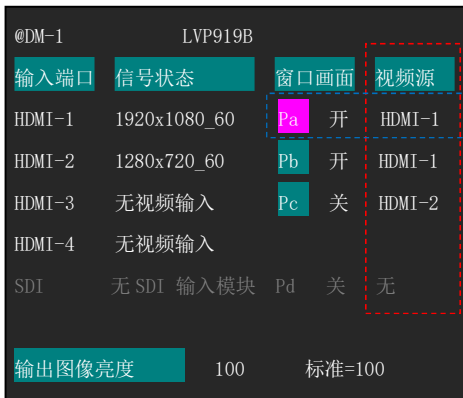 @DM-1 LVP919B
输入端口 信号状态 窗口画面 视频源
HDMI-1 1920x1080_60 Pa 开 HDMI-1
HDMI-2 1280x720_60 Pb 开 HDMI-1
HDMI-3 无视频输入 Pc 关 HDMI-2
HDMI-4 无视频输入
SDI 无 SDI 输入模块 Pd 关 无
输出图像亮度 100 标准=100